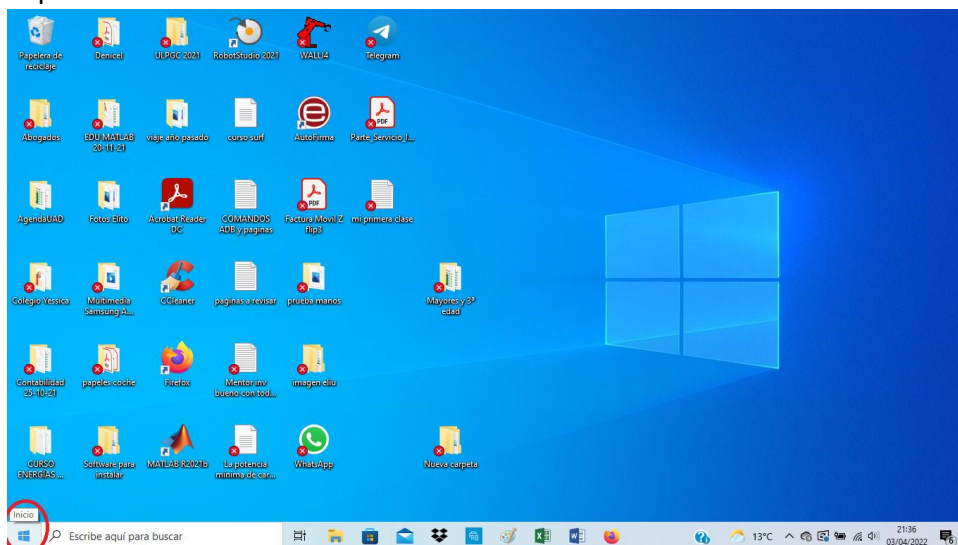 Papelera de
reciclaje
Denicel
ULPGC 2021
RobotStudio 2021
WALLI4
Telegram
Abogados
EDU MATLAB
20-11-21
viaje año pasado
curso surf
AutoFirma
PDF
Parte_Servicio_I...
AgendaUAD
Fotos Elito
Acrobat Reader
DC
COMANDOS
ADB y paginas
PDF
Factura Movil Z
flip3
mi primera clase
Colegio Yessica
Multimedia
Samsung A...
CCleaner
paginas a revisar
prueba manos
Mayores y 3ª
edad
Contabilidad
25-10-21
papeles coche
Firefox
Mentor inv
bueno con tod...
imagen eliu
CURSO
ENERGÍAS ...
Software para
instalar
MATLAB R2021b
La potencia
minima de car...
WhatsApp
Nueva carpeta
Inicio
Escribe aquí para buscar
13°C
21:36
03/04/2022
6